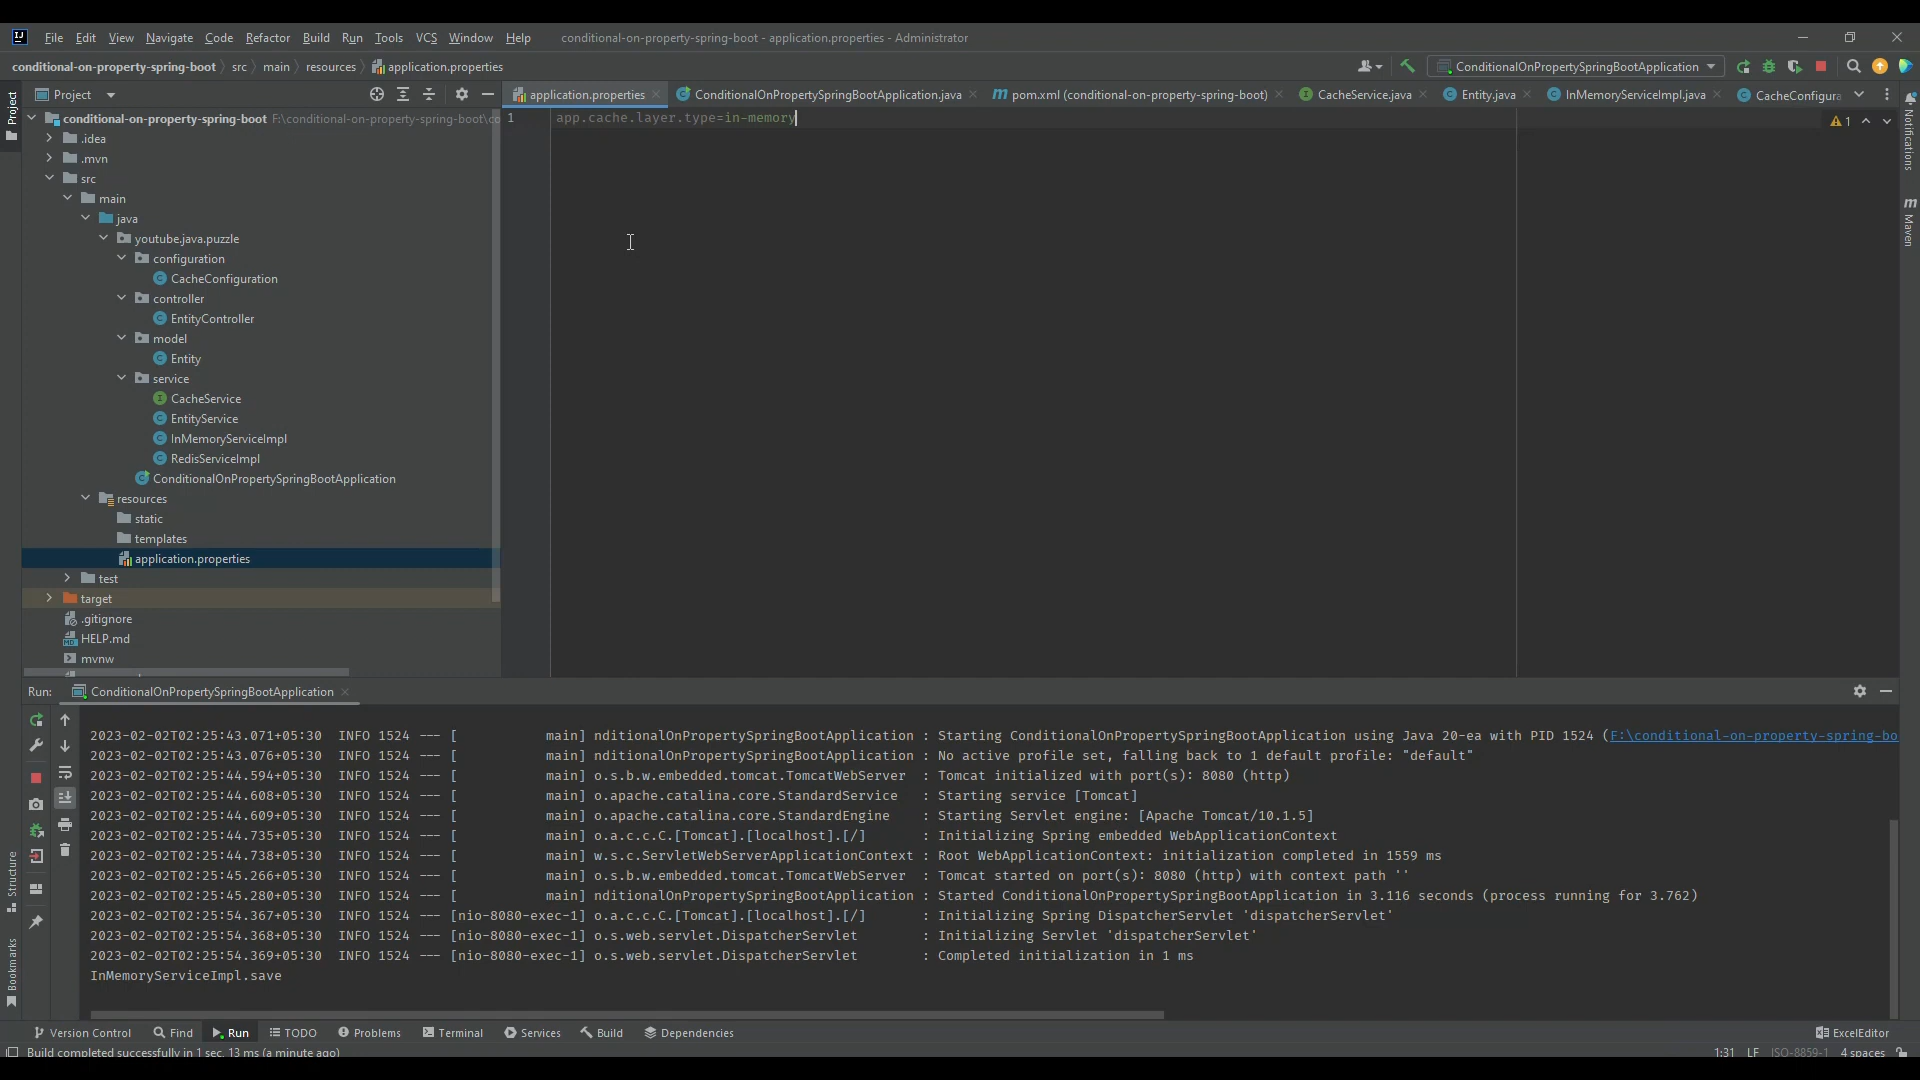 File Edit View Navigate Code Refactor Build Run Tools VCS Window Help conditional-on-property-spring-boot - application.properties - Administrator
conditional-on-property-spring-boot src main resources application.properties ConditionalOnPropertySpringBootApplication
Project
application.properties ConditionalOnPropertySpringBootApplication.java pom.xml (conditional-on-property-spring-boot) CacheService.java Entity.java InMemoryServiceImpl.java CacheConfigura
conditional-on-property-spring-boot F:\conditional-on-property-spring-boot\co
1 app.cache.layer.type=in-memory
1
.idea
.mvn
src
main
java
youtube.java.puzzle
configuration
CacheConfiguration
controller
EntityController
model
Entity
service
CacheService
EntityService
InMemoryServiceImpl
RedisServiceImpl
ConditionalOnPropertySpringBootApplication
resources
static
templates
application.properties
test
target
.gitignore
HELP.md
mvnw
Project
Structure
Bookmarks
Notifications
Maven
Run: ConditionalOnPropertySpringBootApplication
2023-02-02T02:25:43.071+05:30 INFO 1524 --- [ main] nditionalOnPropertySpringBootApplication : Starting ConditionalOnPropertySpringBootApplication using Java 20-ea with PID 1524 (F:\conditional-on-property-spring-bo
2023-02-02T02:25:43.076+05:30 INFO 1524 --- [ main] nditionalOnPropertySpringBootApplication : No active profile set, falling back to 1 default profile: "default"
2023-02-02T02:25:44.594+05:30 INFO 1524 --- [ main] o.s.b.w.embedded.tomcat.TomcatWebServer : Tomcat initialized with port(s): 8080 (http)
2023-02-02T02:25:44.608+05:30 INFO 1524 --- [ main] o.apache.catalina.core.StandardService : Starting service [Tomcat]
2023-02-02T02:25:44.609+05:30 INFO 1524 --- [ main] o.apache.catalina.core.StandardEngine : Starting Servlet engine: [Apache Tomcat/10.1.5]
2023-02-02T02:25:44.735+05:30 INFO 1524 --- [ main] o.a.c.c.C.[Tomcat].[localhost].[/] : Initializing Spring embedded WebApplicationContext
2023-02-02T02:25:44.738+05:30 INFO 1524 --- [ main] w.s.c.ServletWebServerApplicationContext : Root WebApplicationContext: initialization completed in 1559 ms
2023-02-02T02:25:45.266+05:30 INFO 1524 --- [ main] o.s.b.w.embedded.tomcat.TomcatWebServer : Tomcat started on port(s): 8080 (http) with context path ''
2023-02-02T02:25:45.280+05:30 INFO 1524 --- [ main] nditionalOnPropertySpringBootApplication : Started ConditionalOnPropertySpringBootApplication in 3.116 seconds (process running for 3.762)
2023-02-02T02:25:54.367+05:30 INFO 1524 --- [nio-8080-exec-1] o.a.c.c.C.[Tomcat].[localhost].[/] : Initializing Spring DispatcherServlet 'dispatcherServlet'
2023-02-02T02:25:54.368+05:30 INFO 1524 --- [nio-8080-exec-1] o.s.web.servlet.DispatcherServlet : Initializing Servlet 'dispatcherServlet'
2023-02-02T02:25:54.369+05:30 INFO 1524 --- [nio-8080-exec-1] o.s.web.servlet.DispatcherServlet : Completed initialization in 1 ms
InMemoryServiceImpl.save
Version Control Find Run TODO Problems Terminal Services Build Dependencies ExcelEditor
Build completed successfully in 1 sec, 13 ms (a minute ago) 1:31 LF ISO-8859-1 4 spaces